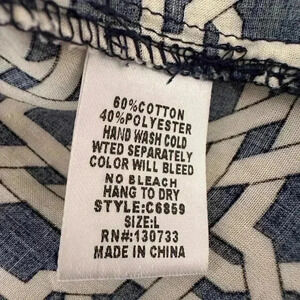 60%COTTON
40%POLYESTER
HAND WASH COLD
WTED SEPARATELY
COLOR WILL BLEED
NO BLEACH
HANG TO DRY
STYLE:C6859
SIZE:L
RN#:130733
MADE IN CHINA